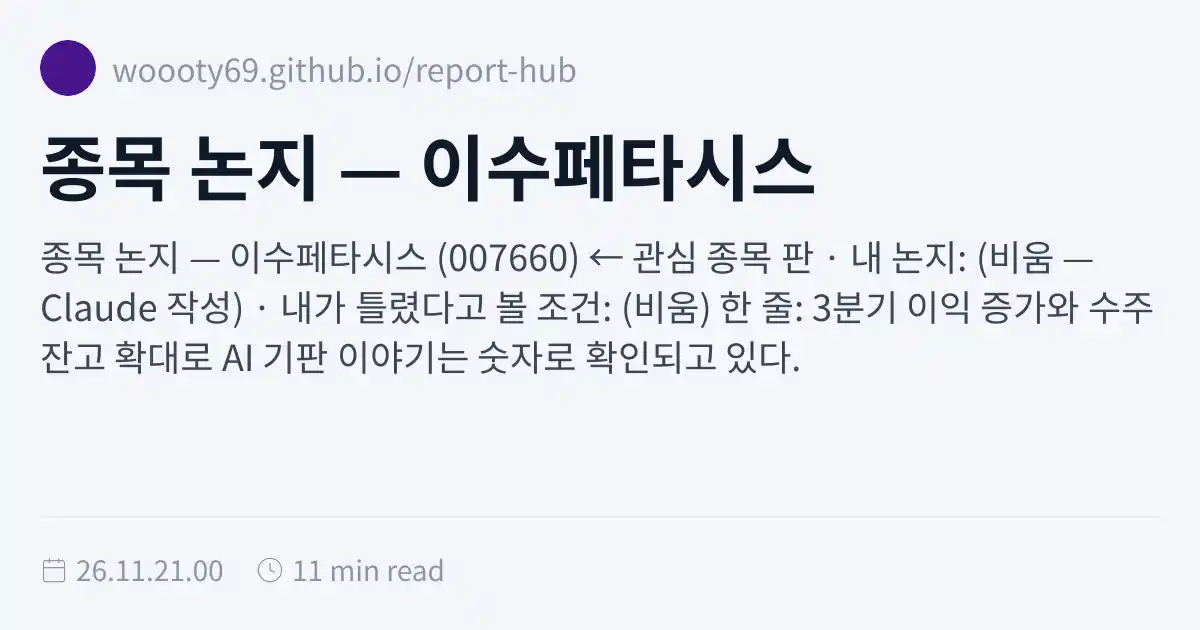 woooty69.github.io/report-hub
종목 논지 — 이수페타시스
종목 논지 — 이수페타시스 (007660) ← 관심 종목 판 · 내 논지: (비움 —
Claude 작성) · 내가 틀렸다고 볼 조건: (비움) 한 줄: 3분기 이익 증가와 수주
잔고 확대로 AI 기판 이야기는 숫자로 확인되고 있다.
26.11.21.00
11 min read